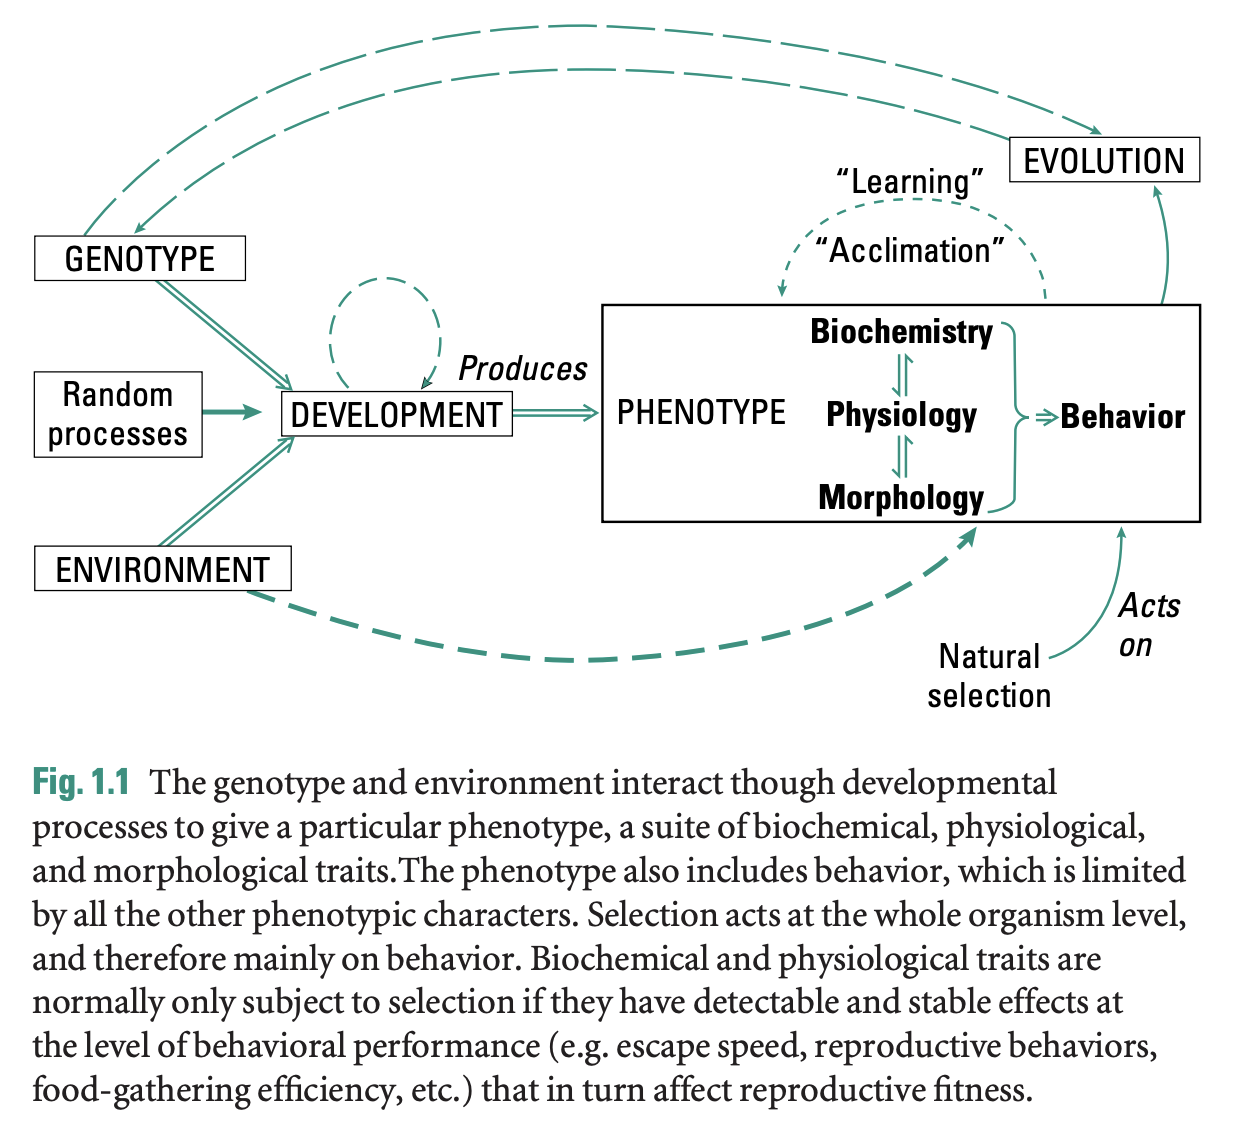 EVOLUTION
“Learning”
“Acclimation”
GENOTYPE
Random
processes
ENVIRONMENT
DEVELOPMENT
Produces
PHENOTYPE
Biochemistry
Physiology
Morphology
Behavior
Natural
selection
Acts
on
Fig. 1.1 The genotype and environment interact though developmental
processes to give a particular phenotype, a suite of biochemical, physiological,
and morphological traits.The phenotype also includes behavior, which is limited
by all the other phenotypic characters. Selection acts at the whole organism level,
and therefore mainly on behavior. Biochemical and physiological traits are
normally only subject to selection if they have detectable and stable effects at
the level of behavioral performance (e.g. escape speed, reproductive behaviors,
food-gathering efficiency, etc.) that in turn affect reproductive fitness.